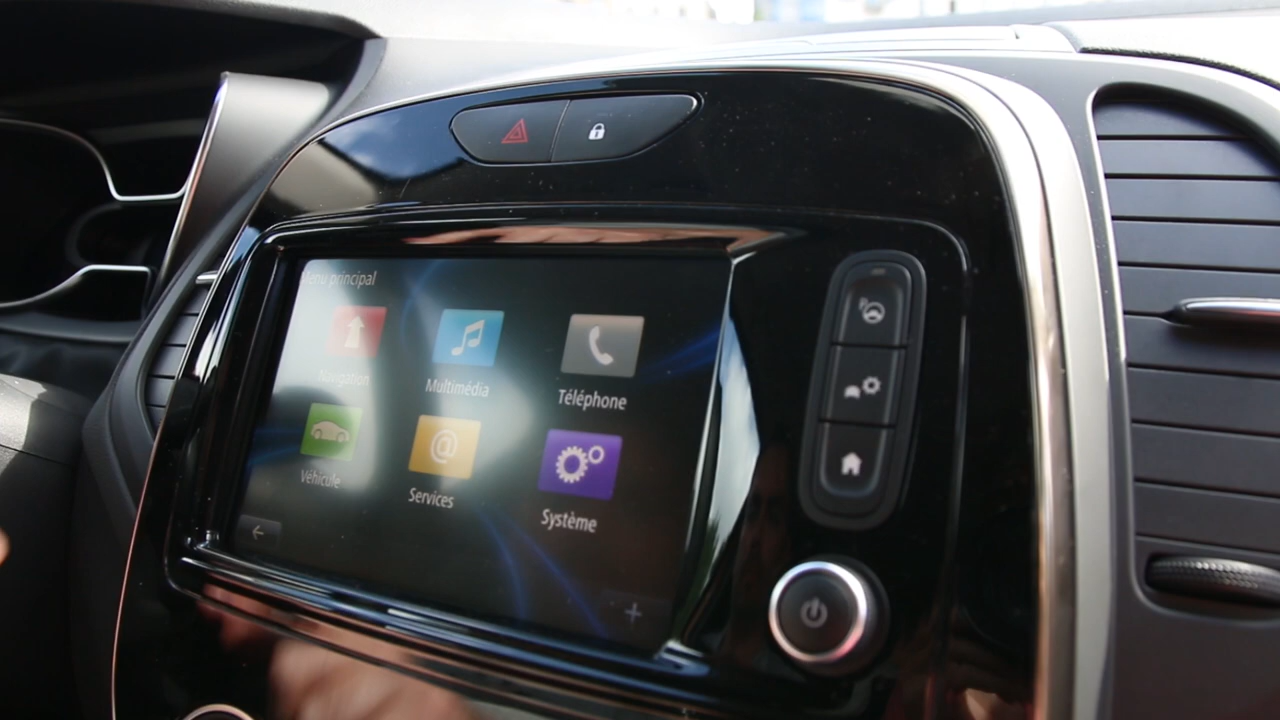 Menu principal
Navigation
Multimédia
Téléphone
Véhicule
Services
Système